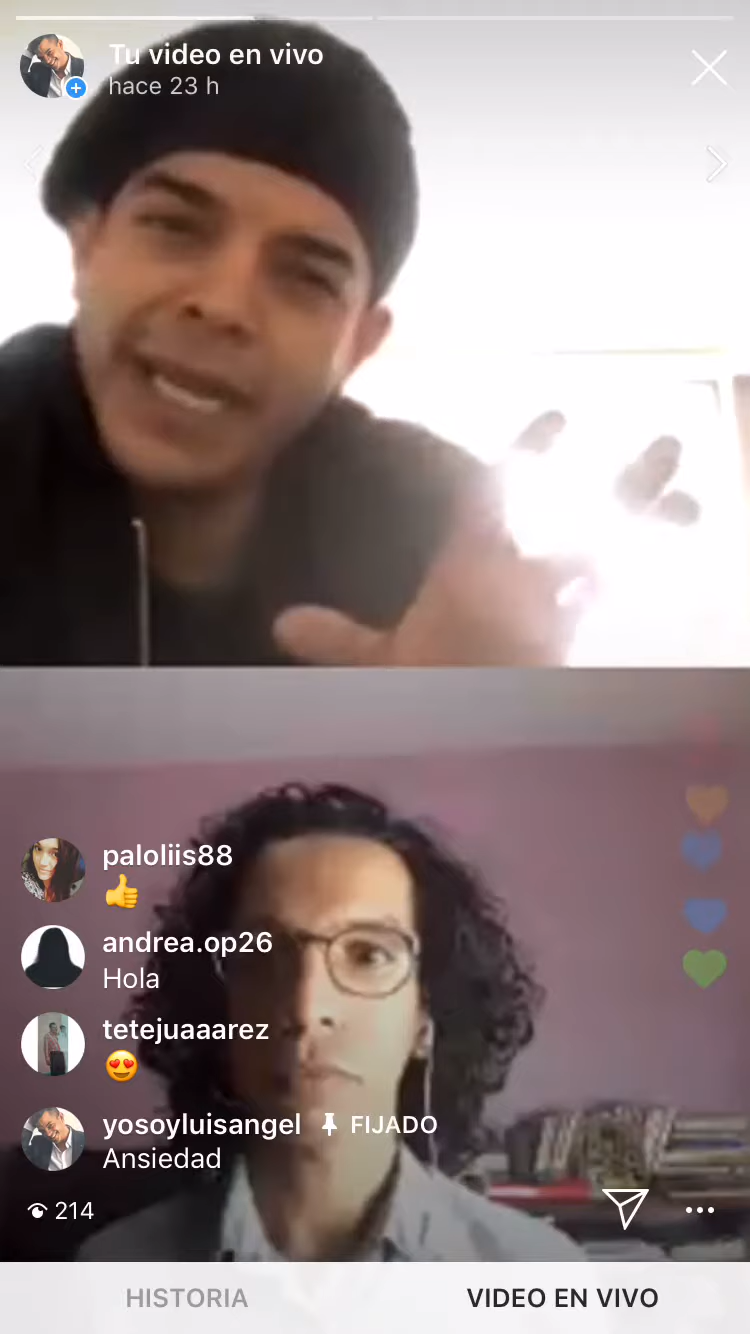 Tu video en vivo
hace 23 h
paloliis88
👍
andrea.op26
Hola
tetejuaaarez
😍
yosoyluisangel FIJADO
Ansiedad
214
HISTORIA
VIDEO EN VIVO